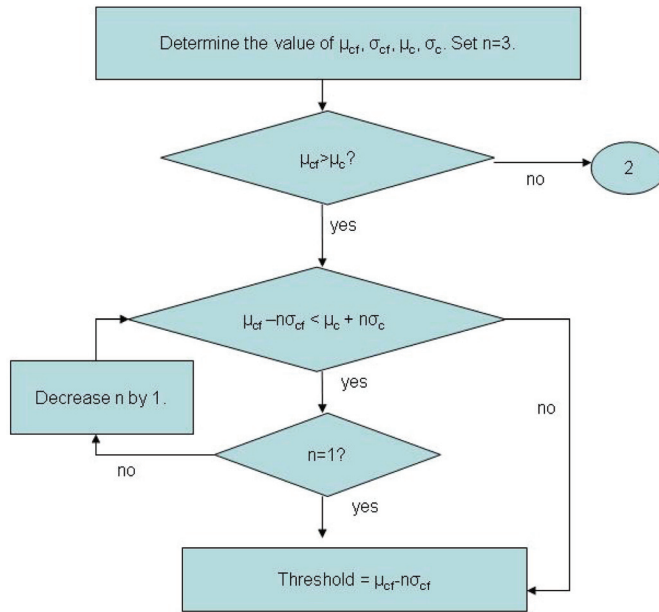 Determine the value of μcf, σcf, μc, σc. Set n=3.
μcf>μc?
no
2
yes
μcf –nσcf < μc + nσc
yes
no
Decrease n by 1.
n=1?
no
yes
Threshold = μcf-nσcf